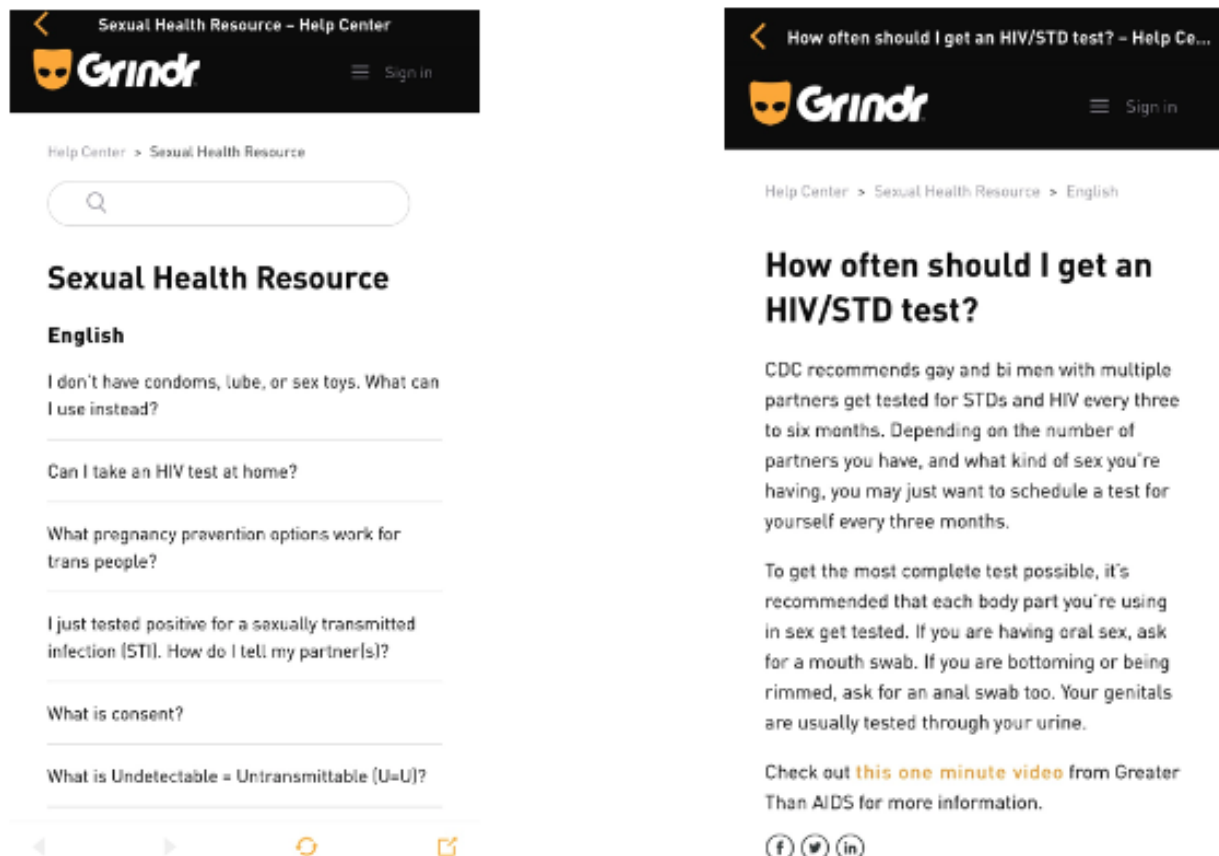 Sexual Health Resource – Help Center
Grindr
Sign in
Help Center > Sexual Health Resource
Sexual Health Resource
English
I don't have condoms, lube, or sex toys. What can
I use instead?
Can I take an HIV test at home?
What pregnancy prevention options work for
trans people?
I just tested positive for a sexually transmitted
infection (STI). How do I tell my partner(s)?
What is consent?
What is Undetectable = Untransmittable (U=U)?
How often should I get an HIV/STD test? – Help Ce...
Grindr
Sign in
Help Center > Sexual Health Resource > English
How often should I get an
HIV/STD test?
CDC recommends gay and bi men with multiple
partners get tested for STDs and HIV every three
to six months. Depending on the number of
partners you have, and what kind of sex you're
having, you may just want to schedule a test for
yourself every three months.
To get the most complete test possible, it's
recommended that each body part you're using
in sex get tested. If you are having oral sex, ask
for a mouth swab. If you are bottoming or being
rimmed, ask for an anal swab too. Your genitals
are usually tested through your urine.
Check out this one minute video from Greater
Than AIDS for more information.